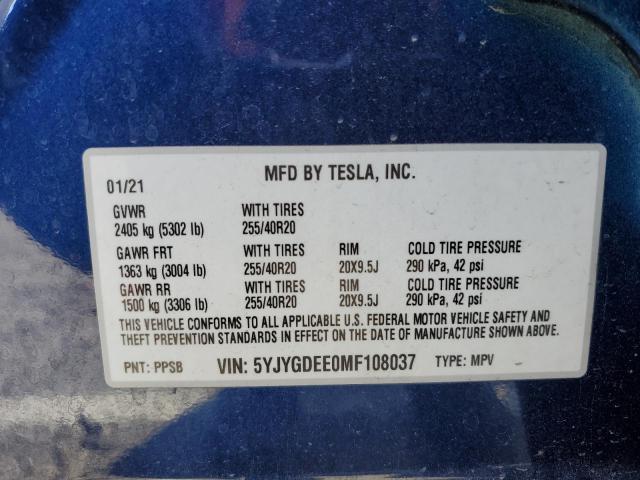 MFD BY TESLA, INC.
01/21
GVWR WITH TIRES
2405 kg (5302 lb) 255/40R20
GAWR FRT WITH TIRES RIM COLD TIRE PRESSURE
1363 kg (3004 lb) 255/40R20 20X9.5J 290 kPa, 42 psi
GAWR RR WITH TIRES RIM COLD TIRE PRESSURE
1500 kg (3306 lb) 255/40R20 20X9.5J 290 kPa, 42 psi
THIS VEHICLE CONFORMS TO ALL APPLICABLE U.S. FEDERAL MOTOR VEHICLE SAFETY AND
THEFT PREVENTION STANDARDS IN EFFECT ON THE DATE OF MANUFACTURE SHOWN ABOVE.
PNT: PPSB VIN: 5YJYGDEE0MF108037 TYPE: MPV